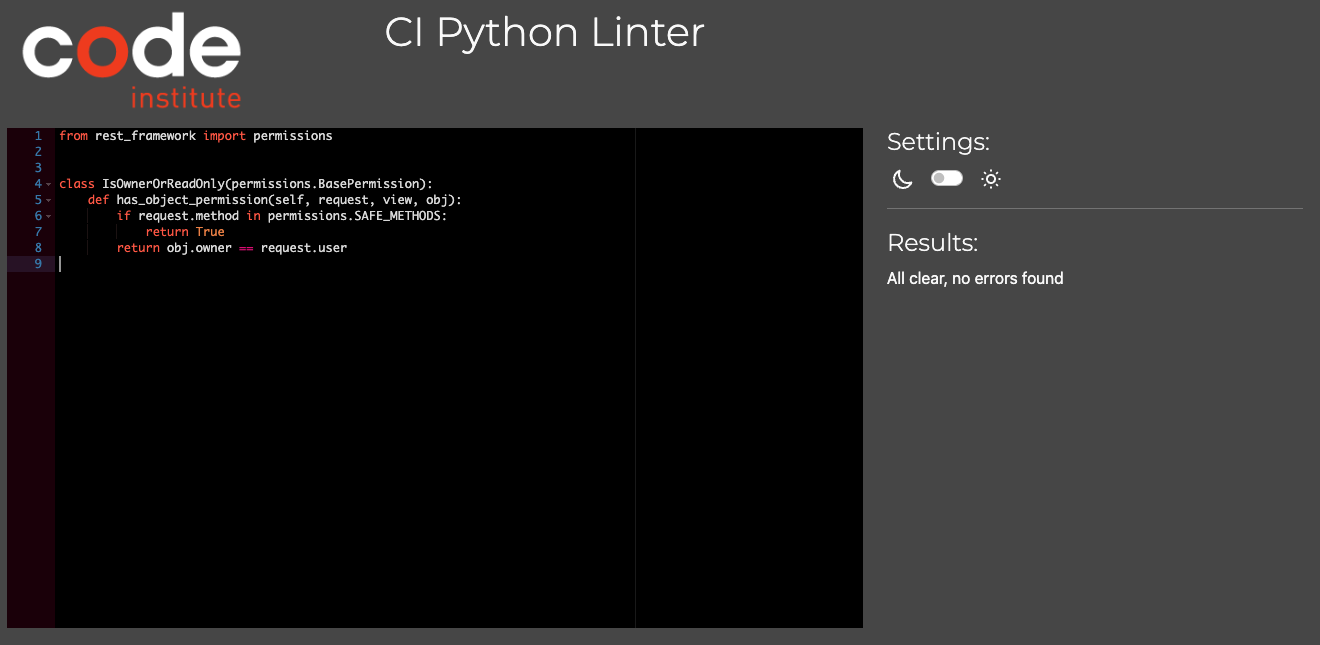 code
institute
CI Python Linter
1 from rest_framework import permissions
2
3
4 class IsOwnerOrReadOnly(permissions.BasePermission):
5     def has_object_permission(self, request, view, obj):
6         if request.method in permissions.SAFE_METHODS:
7             return True
8         return obj.owner == request.user
9
Settings:
Results:
All clear, no errors found